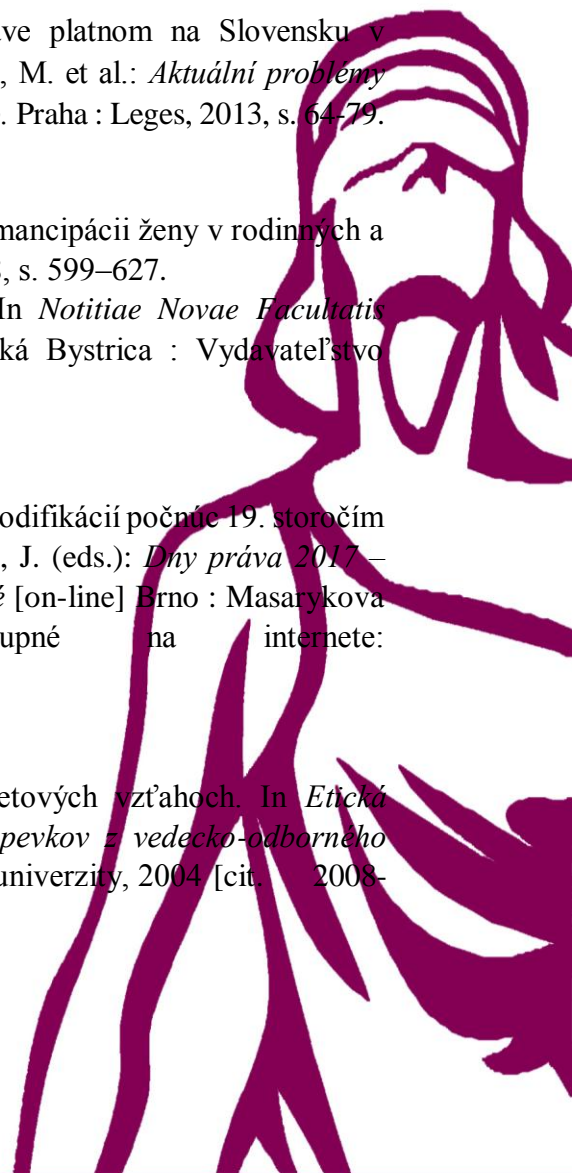 ave platnom na Slovensku v
, M. et al.: Aktuální problémy
. Praha : Leges, 2013, s. 64-79.
mancipácii ženy v rodinných a
, s. 599–627.
In Notitiae Novae Facultatis
ká Bystrica : Vydavateľstvo
odifikácií počnúc 19. storočím
, J. (eds.): Dny práva 2017 –
é [on-line] Brno : Masarykova
upné na internete:
etových vzťahoch. In Etická
pevkov z vedecko-odborného
univerzity, 2004 [cit. 2008-